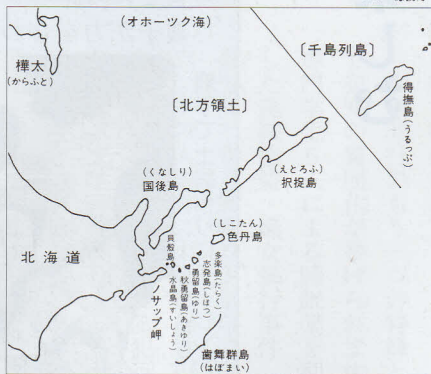 (オホーツク海)
〔千島列島〕
樺太
(からふと)
得撫島(うるっぷ)
〔北方領土〕
(えとろふ)
択捉島
(くなしり)
国後島
(しこたん)
色丹島
北海道
貝殻島
多楽島(たらく)
志発島(しぼつ)
勇留島(ゆり)
秋勇留島(あきゆり)
水晶島(すいしょう)
ノサップ岬
歯舞群島
(はぼまい)